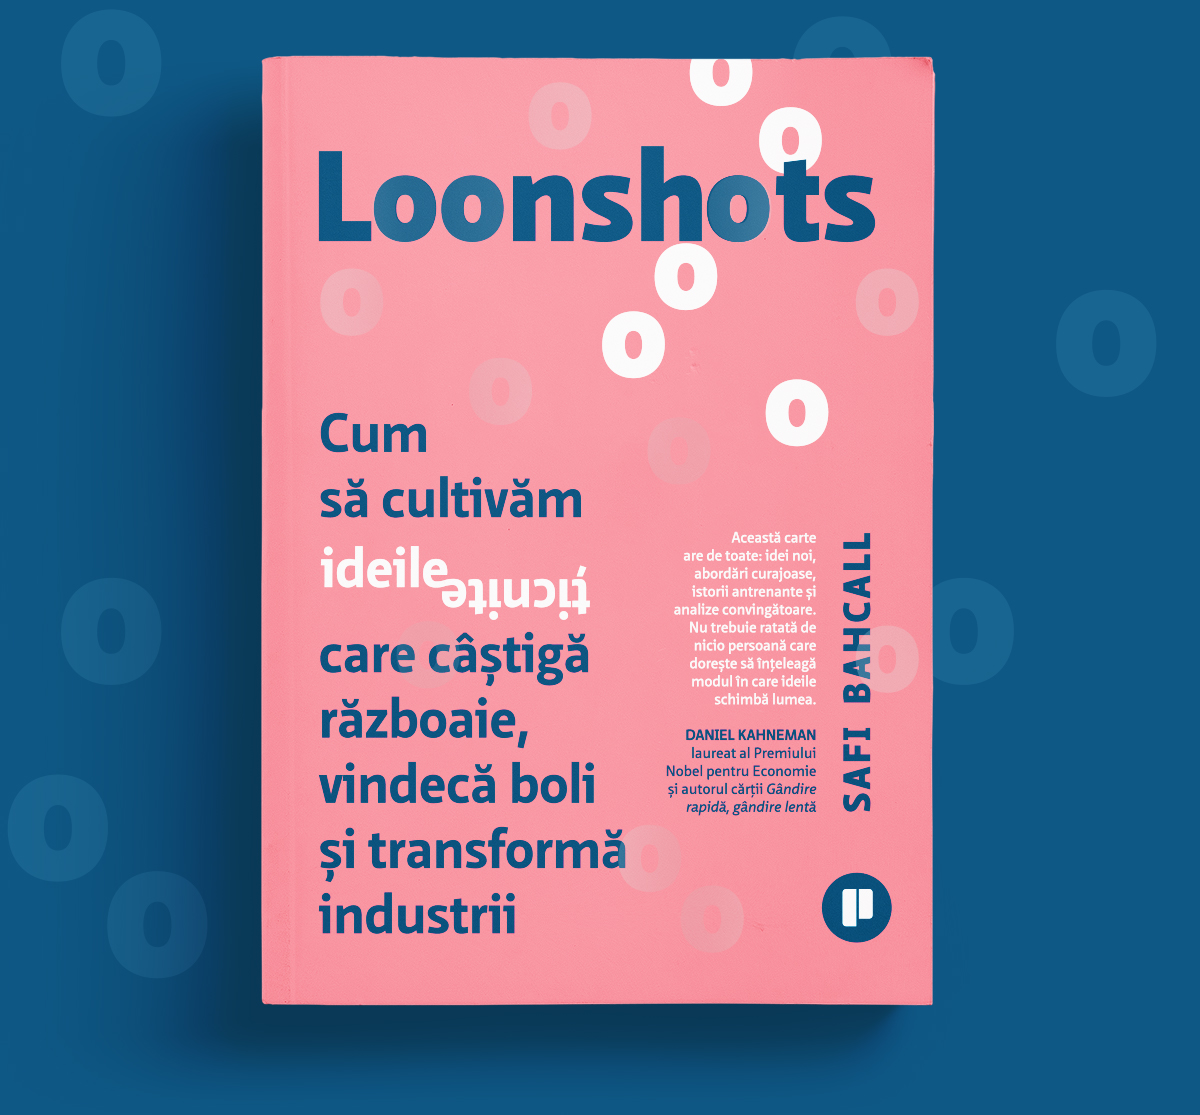 Loonshots
Cum
să cultivăm
ideile țicnite
care câștigă
războaie,
vindecă boli
și transformă
industrii
Această carte
are de toate: idei noi,
abordări curajoase,
istorii antrenante și
analize convingătoare.
Nu trebuie ratată de
nicio persoană care
dorește să înțeleagă
modul în care ideile
schimbă lumea.
DANIEL KAHNEMAN
laureat al Premiului
Nobel pentru Economie
și autorul cărții Gândire
rapidă, gândire lentă
SAFI BAHCALL
P